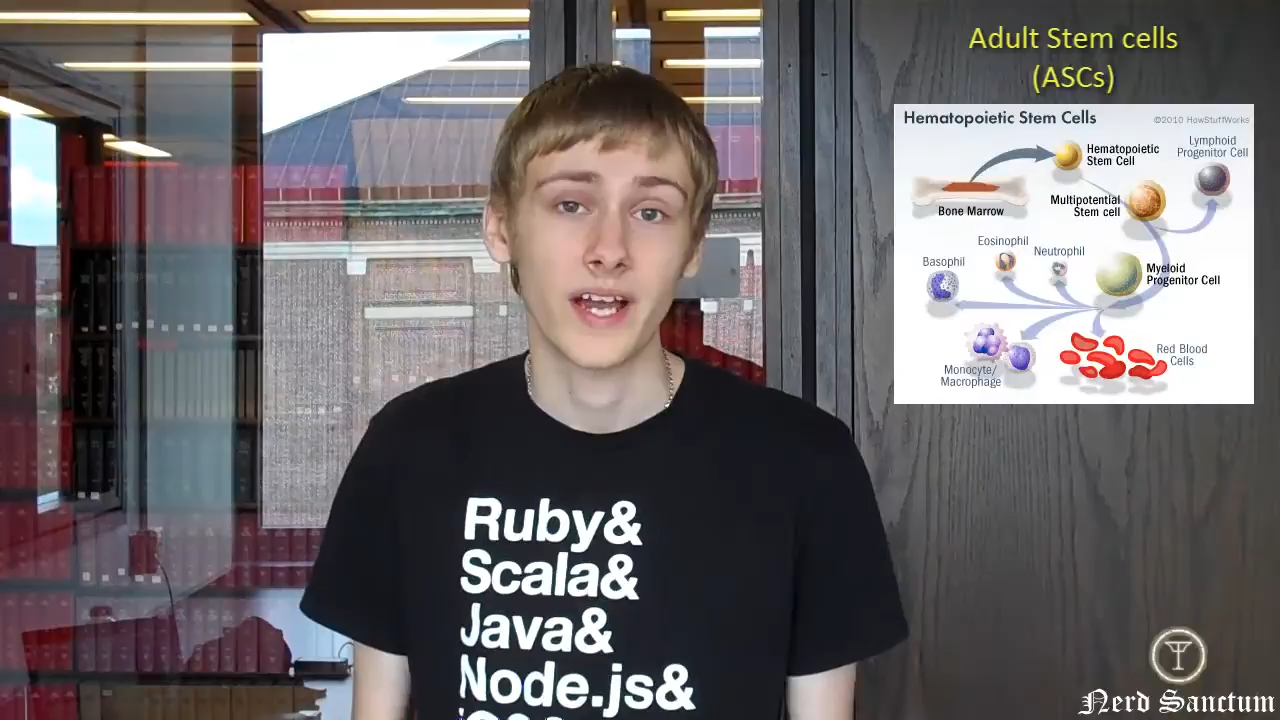 Adult Stem cells
(ASCs)
Hematopoietic Stem Cells
©2010 HowStuffWorks
Hematopoietic
Stem Cell
Lymphoid
Progenitor Cell
Bone Marrow
Multipotential
Stem cell
Eosinophil
Neutrophil
Basophil
Myeloid
Progenitor Cell
Monocyte/
Macrophage
Red Blood
Cells
Ruby&
Scala&
Java&
Node.js&
Nerd Sanctum